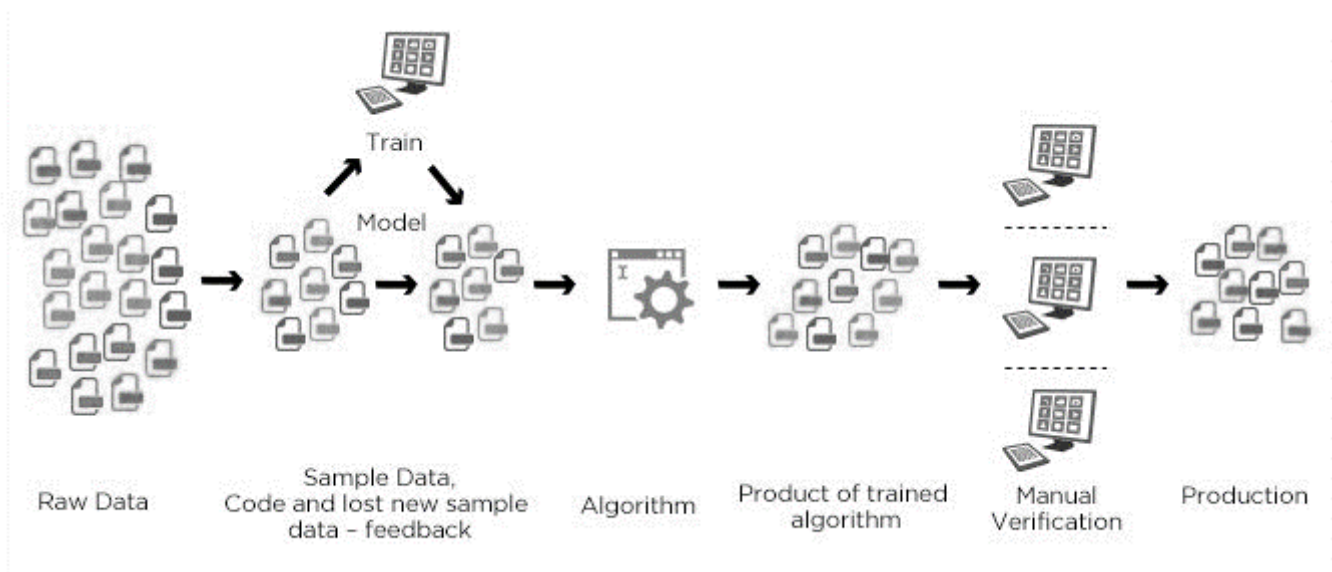 Train
Model
Raw Data
Sample Data,
Code and lost new sample
data – feedback
Algorithm
Product of trained
algorithm
Manual
Verification
Production